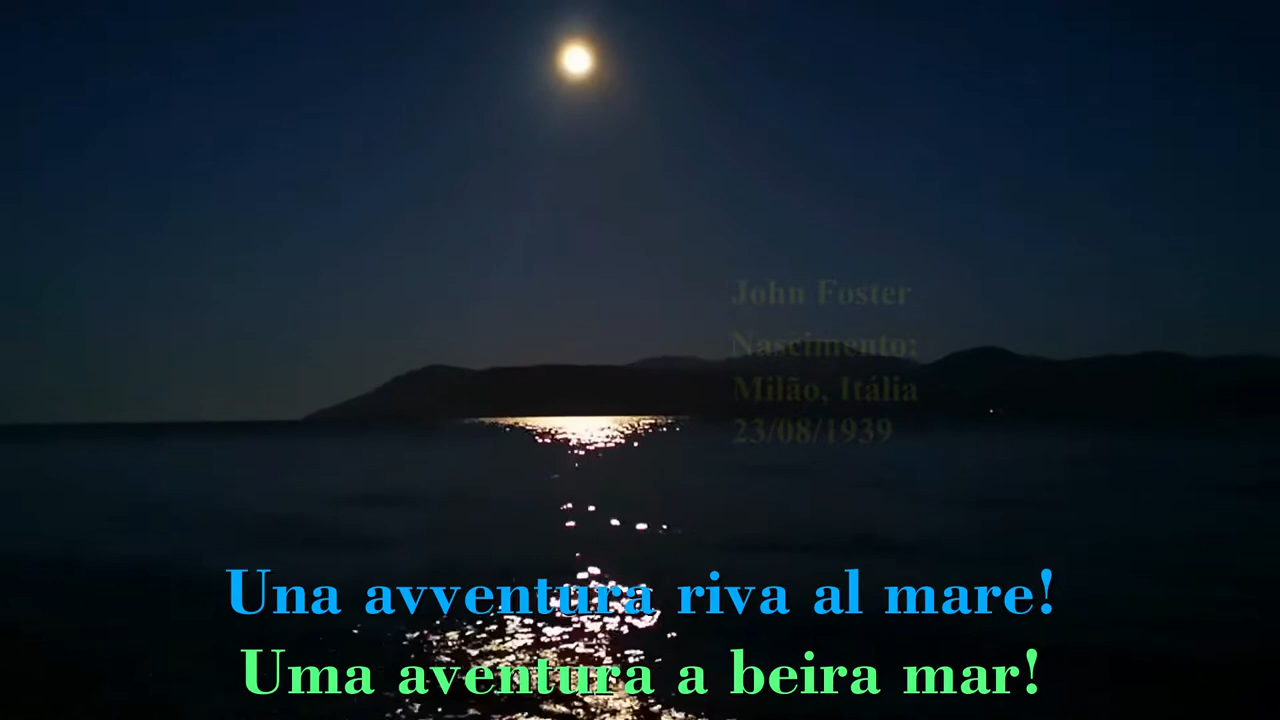 John Foster
Nascimento:
Milão, Itália
23/08/1939
Una avventura riva al mare!
Uma aventura a beira mar!